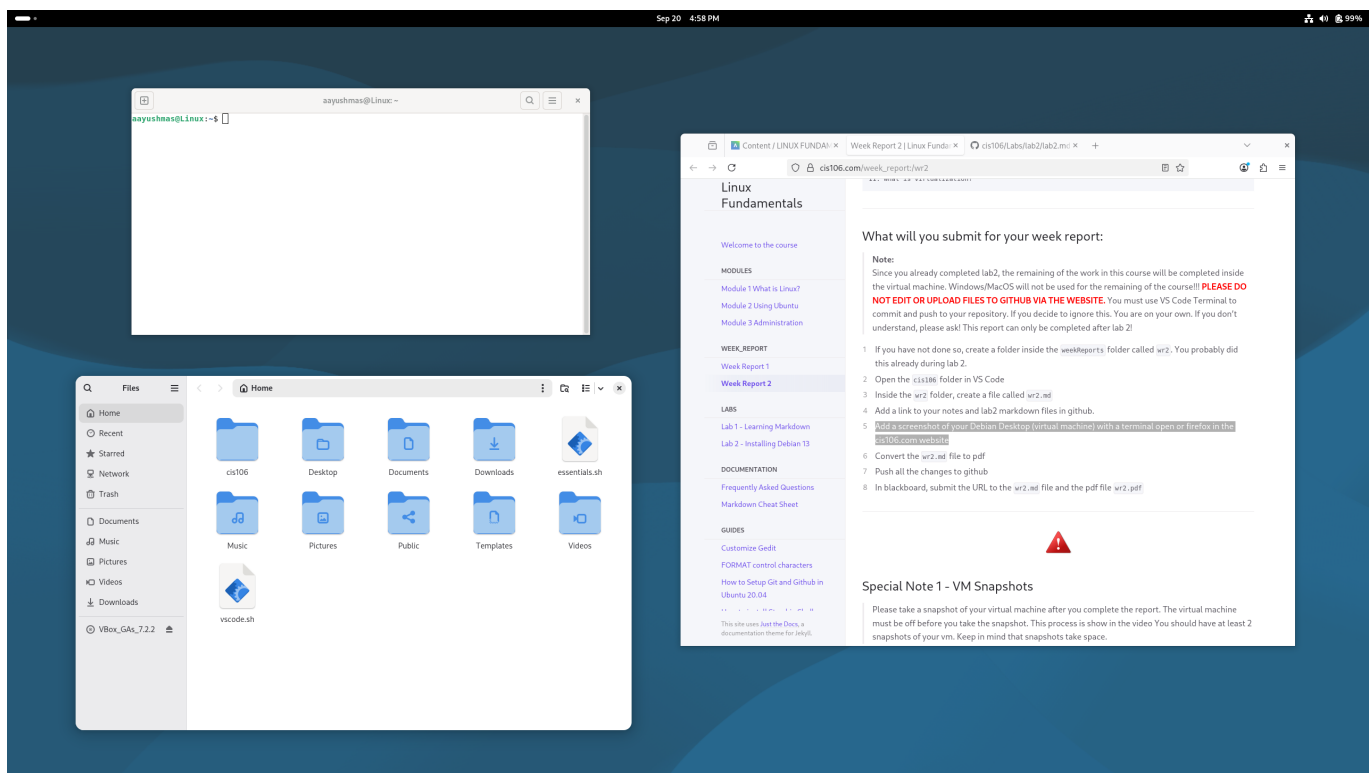 Sep 20 4:58 PM
99%
aayushmas@Linux: ~
aayushmas@Linux:~$
Files
Home
Home
Recent
Starred
Network
Trash
Documents
Music
Pictures
Videos
Downloads
VBox_GAs_7.2.2
cis106
Desktop
Documents
Downloads
essentials.sh
Music
Pictures
Public
Templates
Videos
vscode.sh
Content / LINUX FUNDAM
Week Report 2 | Linux Funda
cis106/Labs/lab2/lab2.md
cis106.com/week_report:/wr2
Linux
Fundamentals
Welcome to the course
MODULES
Module 1 What is Linux?
Module 2 Using Ubuntu
Module 3 Administration
WEEK_REPORT
Week Report 1
Week Report 2
LABS
Lab 1 - Learning Markdown
Lab 2 - Installing Debian 13
DOCUMENTATION
Frequently Asked Questions
Markdown Cheat Sheet
GUIDES
Customize Gedit
FORMAT control characters
How to Setup Git and Github in
Ubuntu 20.04
This site uses Just the Docs, a
documentation theme for Jekyll.
What will you submit for your week report:
Note:
Since you already completed lab2, the remaining of the work in this course will be completed inside
the virtual machine. Windows/MacOS will not be used for the remaining of the course!!! PLEASE DO
NOT EDIT OR UPLOAD FILES TO GITHUB VIA THE WEBSITE. You must use VS Code Terminal to
commit and push to your repository. If you decide to ignore this. You are on your own. If you don't
understand, please ask! This report can only be completed after lab 2!
1 If you have not done so, create a folder inside the weekReports folder called wr2. You probably did
this already during lab 2.
2 Open the cis106 folder in VS Code
3 Inside the wr2 folder, create a file called wr2.md
4 Add a link to your notes and lab2 markdown files in github.
5 Add a screenshot of your Debian Desktop (virtual machine) with a terminal open or firefox in the
cis106.com website
6 Convert the wr2.md file to pdf
7 Push all the changes to github
8 In blackboard, submit the URL to the wr2.md file and the pdf file wr2.pdf
Special Note 1 - VM Snapshots
Please take a snapshot of your virtual machine after you complete the report. The virtual machine
must be off before you take the snapshot. This process is show in the video You should have at least 2
snapshots of your vm. Keep in mind that snapshots take space.